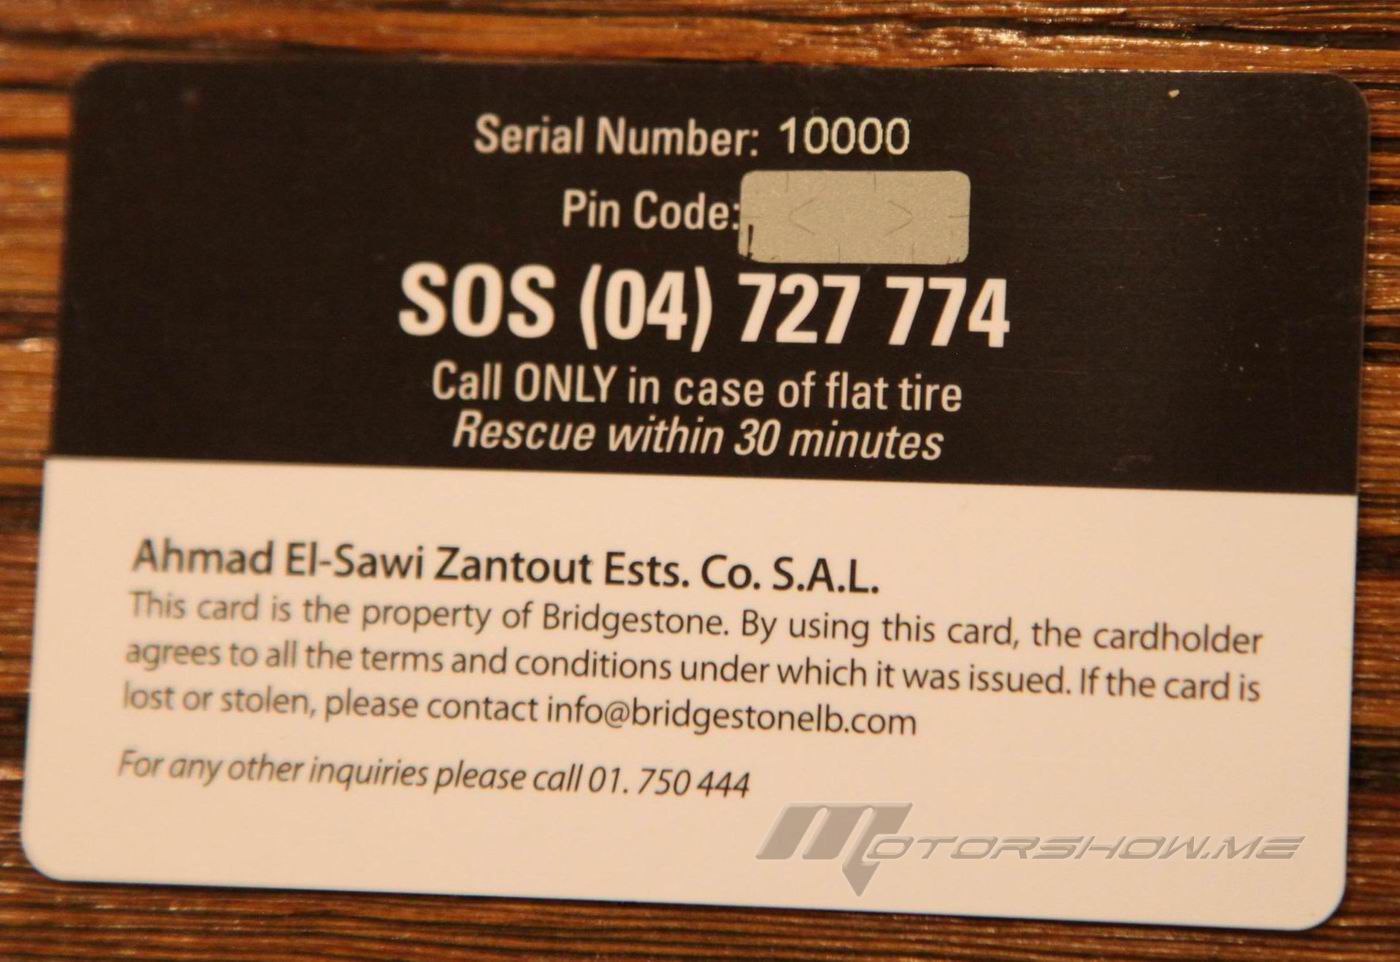 Serial Number: 10000
Pin Code:
SOS (04) 727 774
Call ONLY in case of flat tire
Rescue within 30 minutes
Ahmad El-Sawi Zantout Ests. Co. S.A.L.
This card is the property of Bridgestone. By using this card, the cardholder
agrees to all the terms and conditions under which it was issued. If the card is
lost or stolen, please contact info@bridgestonelb.com
For any other inquiries please call 01. 750 444
MOTORSHOW.ME